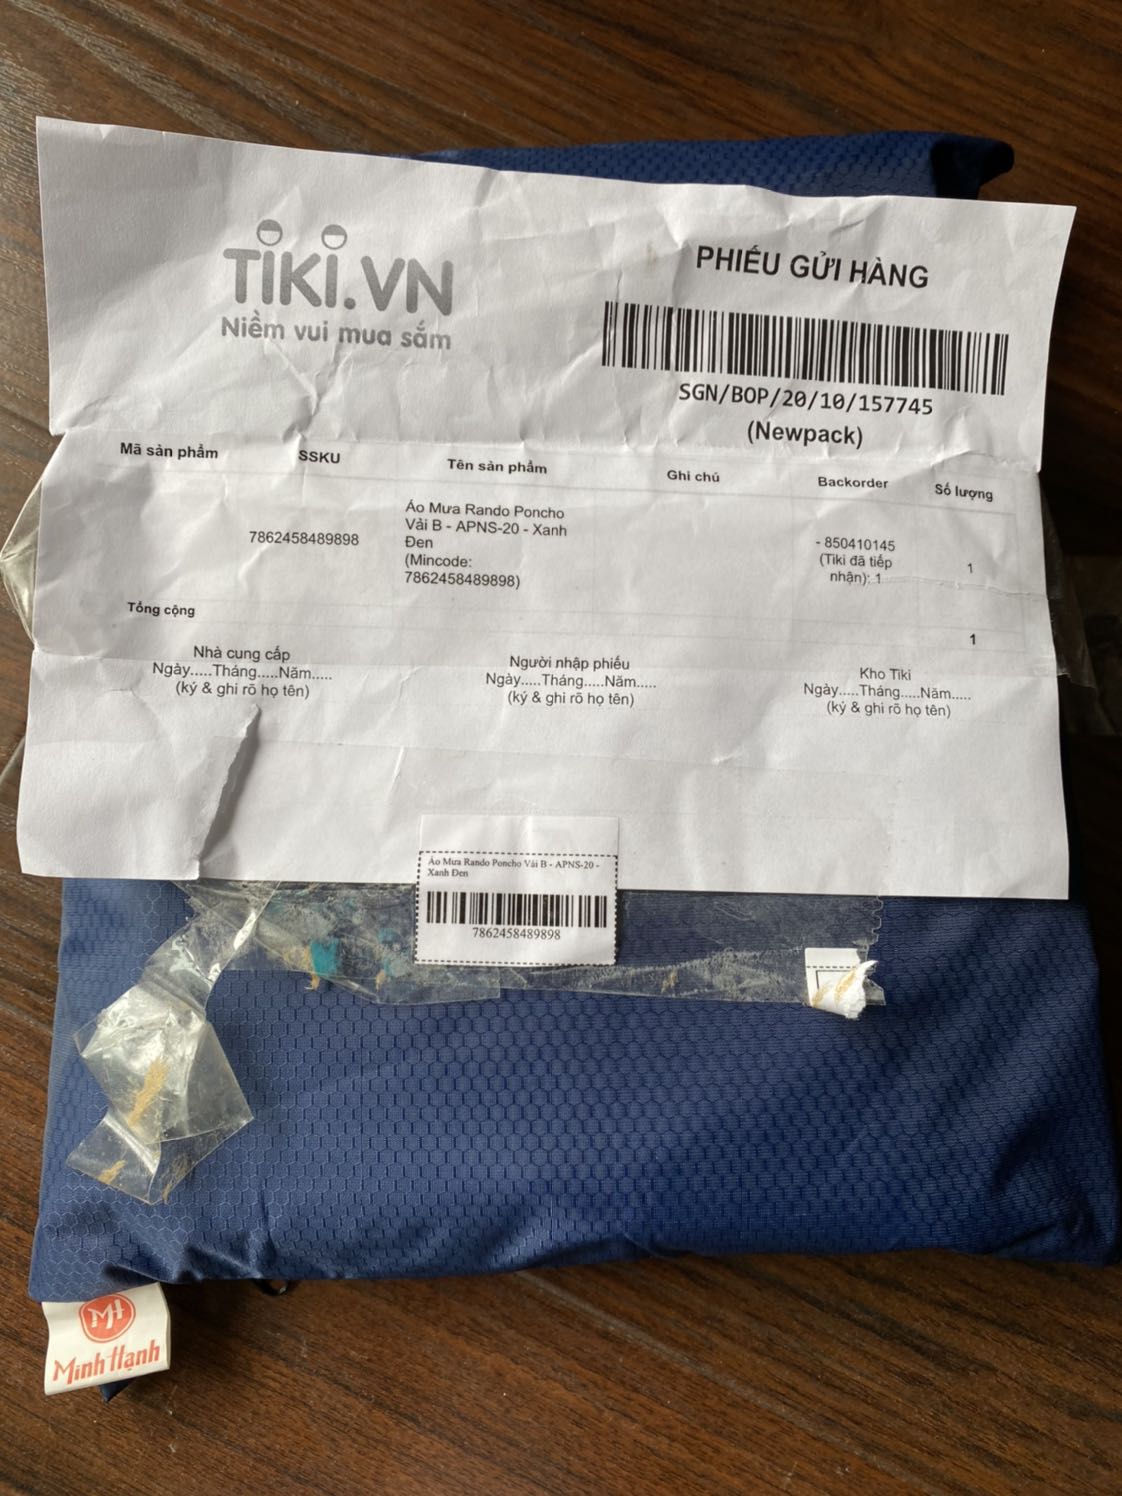 TiKi.VN
Niềm vui mua sắm
PHIẾU GỬI HÀNG
SGN/BOP/20/10/157745
(Newpack)
Mã sản phẩm SSKU Tên sản phẩm Ghi chú Backorder Số lượng
7862458489898
Áo Mưa Rando Poncho
Vải B - APNS-20 - Xanh
Đen
(Mincode:
7862458489898)
- 850410145
(Tiki đã tiếp
nhận): 1
1
Tổng cộng 1
Nhà cung cấp
Ngày.....Tháng.....Năm.....
(ký & ghi rõ họ tên)
Người nhập phiếu
Ngày.....Tháng.....Năm.....
(ký & ghi rõ họ tên)
Kho Tiki
Ngày.....Tháng.....Năm.....
(ký & ghi rõ họ tên)
Áo Mưa Rando Poncho Vải B - APNS-20 -
Xanh Đen
7862458489898
MH
Minh Hạnh